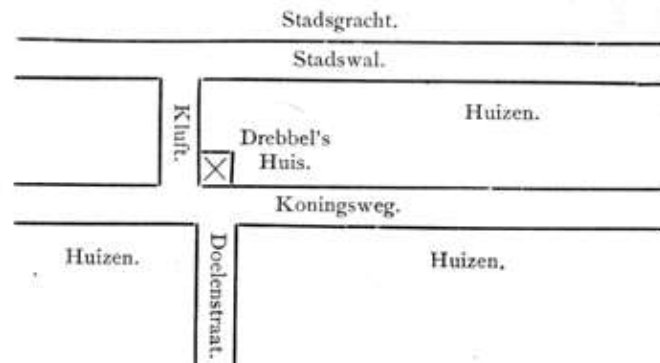 Stadsgracht.
Stadswal.
Kluft.
Huizen.
Drebbel's
Huis.
Koningsweg.
Huizen.
Doelenstraat.
Huizen.